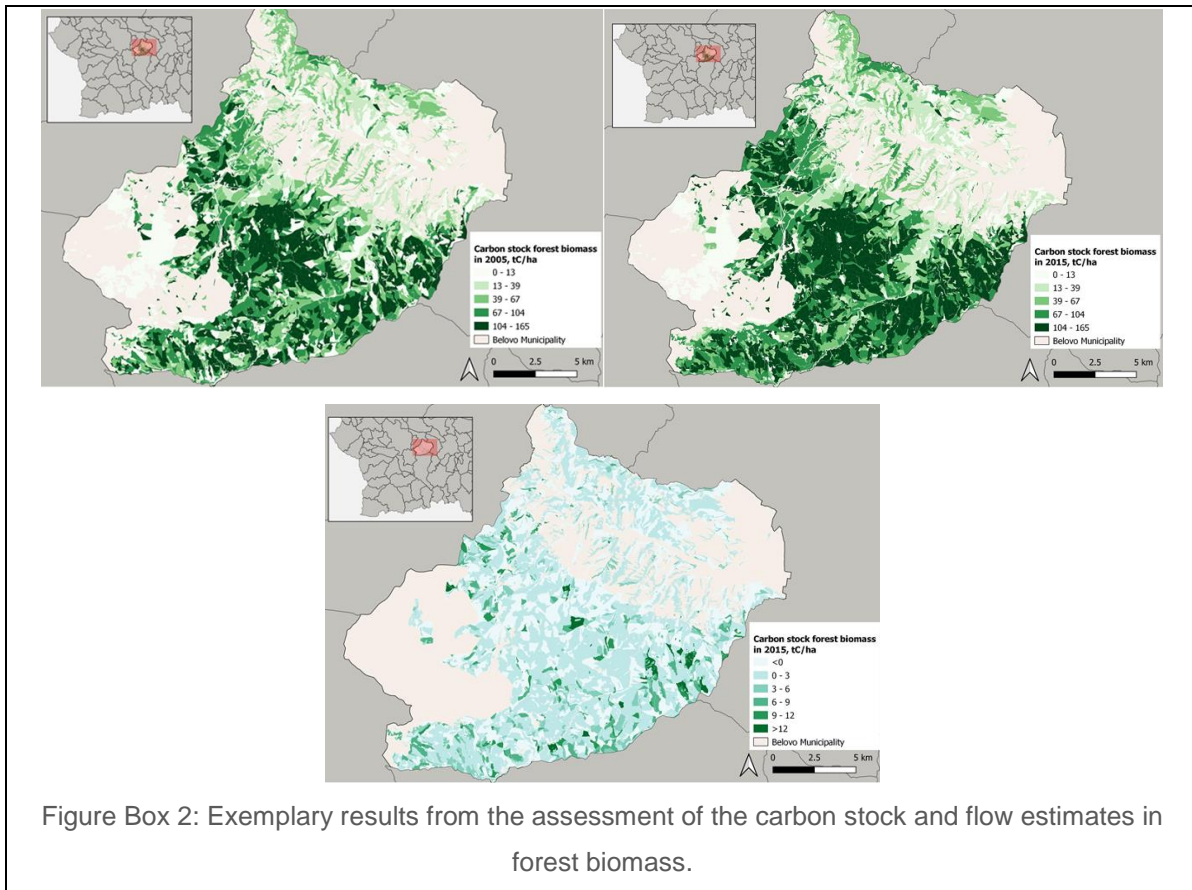 Carbon stock forest biomass
in 2005, tC/ha
0 - 13
13 - 39
39 - 67
67 - 104
104 - 165
Belovo Municipality
0 2.5 5 km
Carbon stock forest biomass
in 2015, tC/ha
0 - 13
13 - 39
39 - 67
67 - 104
104 - 165
Belovo Municipality
0 2.5 5 km
Carbon stock forest biomass
in 2015, tC/ha
<0
0 - 3
3 - 6
6 - 9
9 - 12
>12
Belovo Municipality
0 2.5 5 km
Figure Box 2: Exemplary results from the assessment of the carbon stock and flow estimates in
forest biomass.